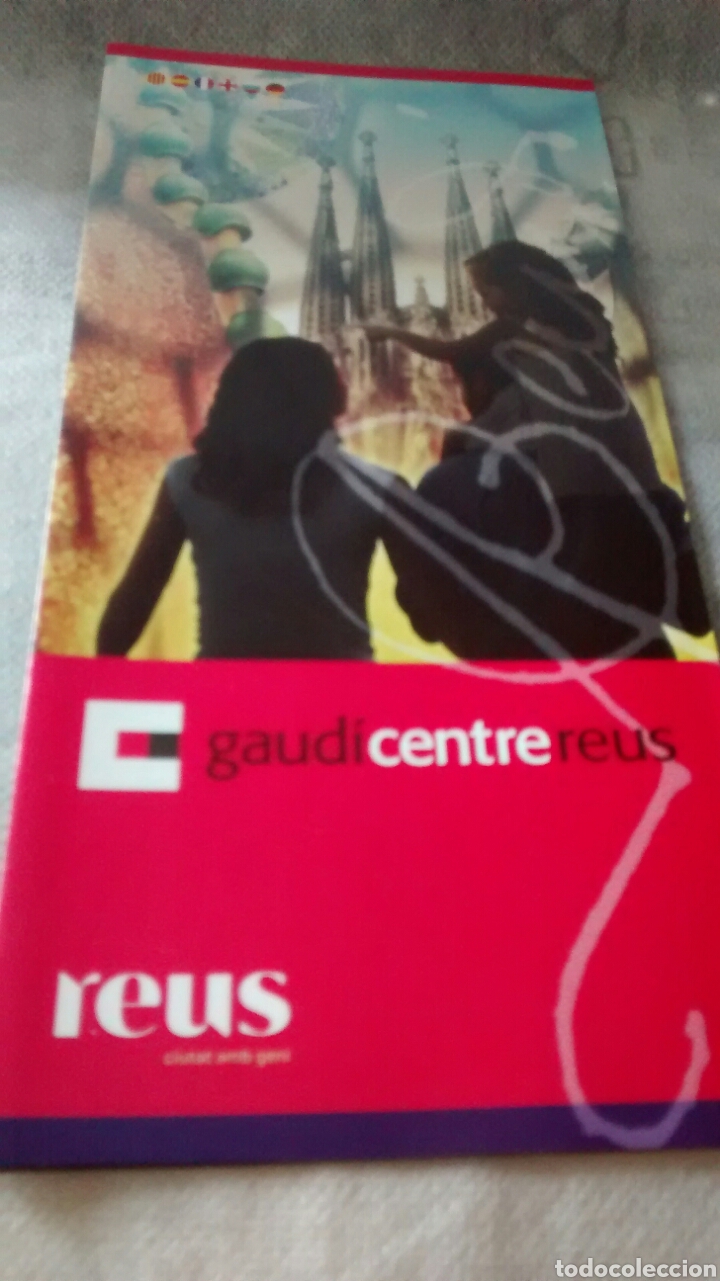 gaudícentrereus
reus
ciutat amb geni
todocoleccion